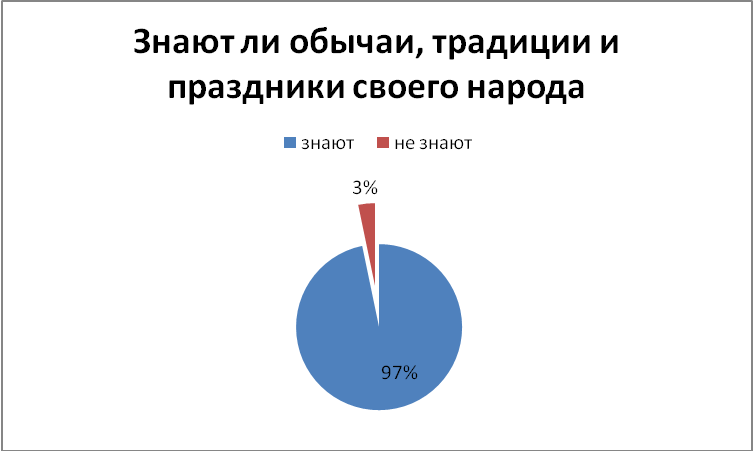 Знают ли обычаи, традиции и
праздники своего народа
знают не знают
3%
97%